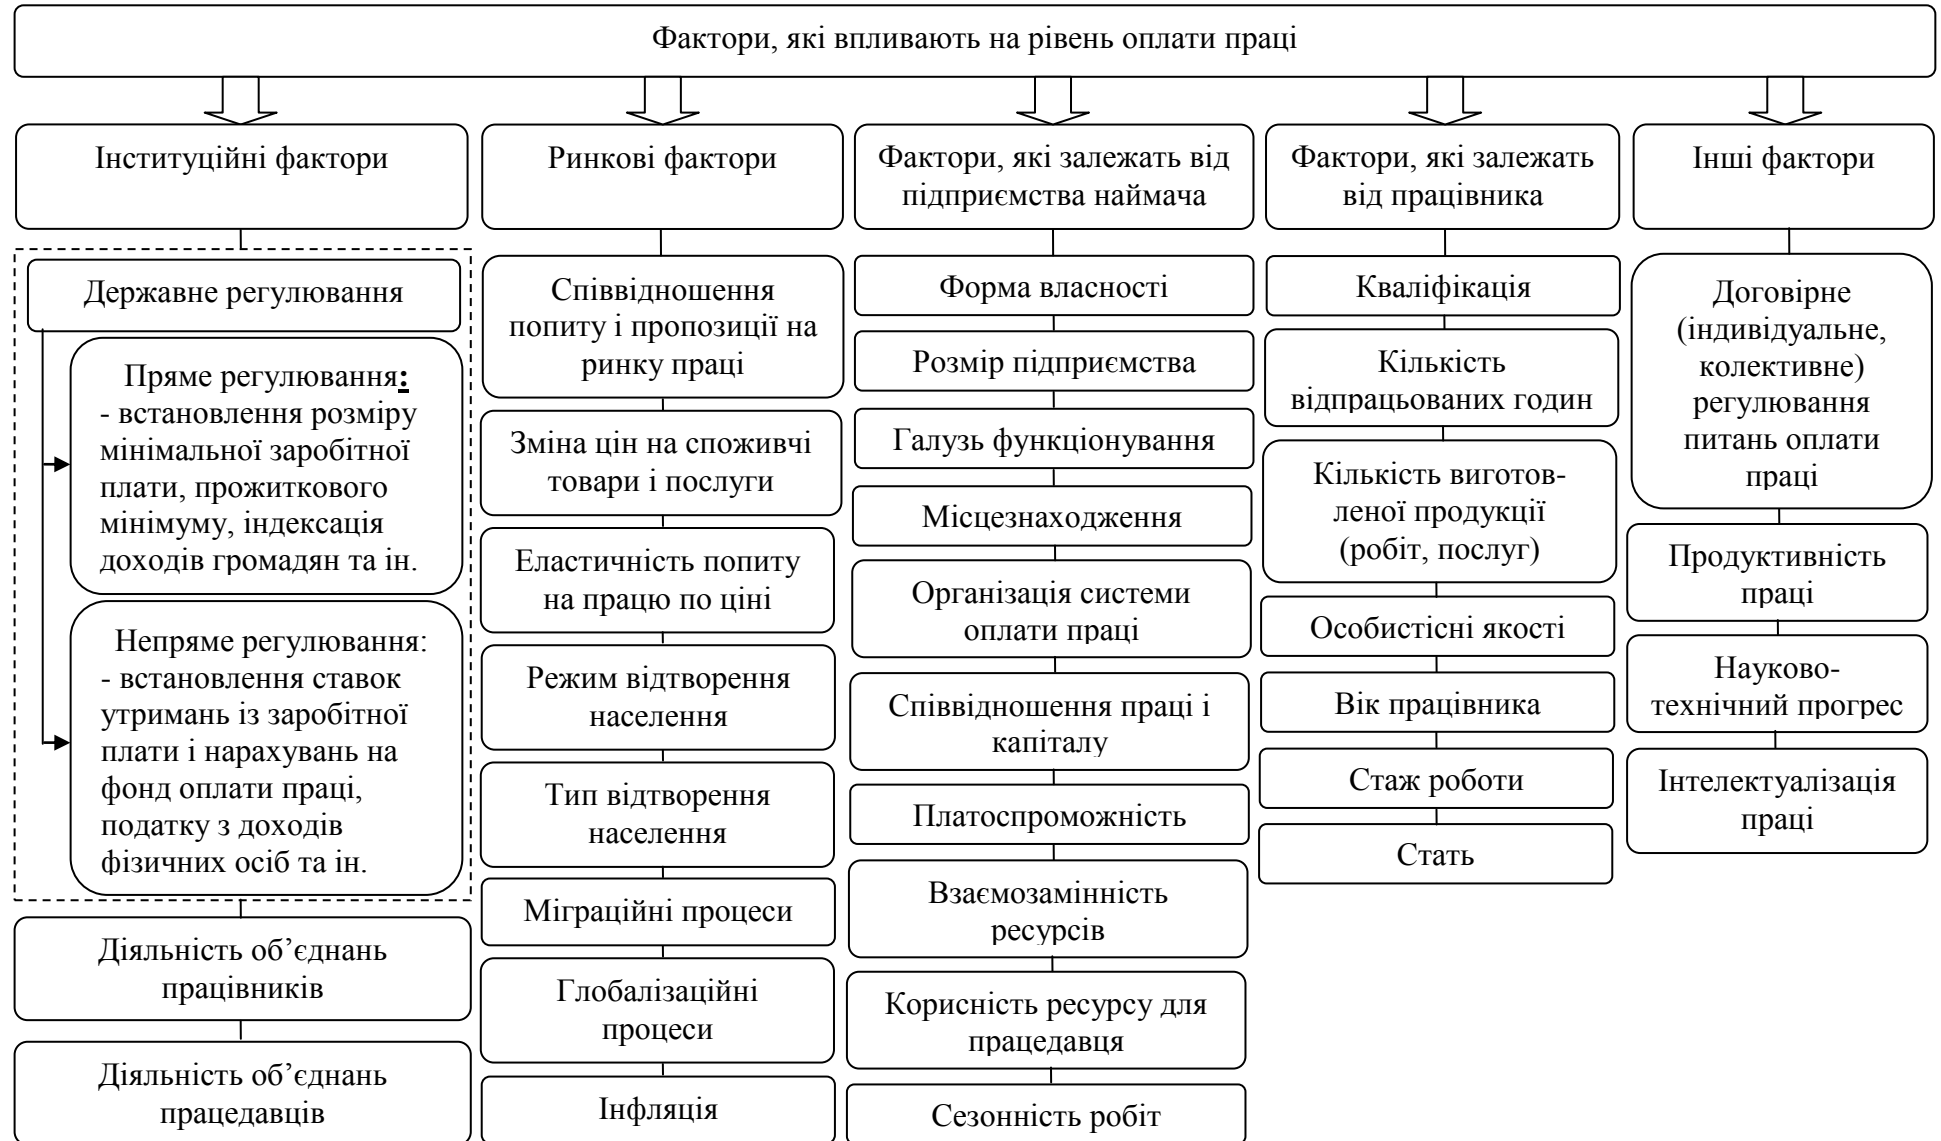 Фактори, які впливають на рівень оплати праці
Інституційні фактори
Державне регулювання
Пряме регулювання:
- встановлення розміру
мінімальної заробітної
плати, прожиткового
мінімуму, індексація
доходів громадян та ін.
Непряме регулювання:
- встановлення ставок
утримань із заробітної
плати і нарахувань на
фонд оплати праці,
податку з доходів
фізичних осіб та ін.
Діяльність об’єднань
працівників
Діяльність об’єднань
працедавців
Ринкові фактори
Співвідношення
попиту і пропозиції на
ринку праці
Зміна цін на споживчі
товари і послуги
Еластичність попиту
на працю по ціні
Режим відтворення
населення
Тип відтворення
населення
Міграційні процеси
Глобалізаційні
процеси
Інфляція
Фактори, які залежать від
підприємства наймача
Форма власності
Розмір підприємства
Галузь функціонування
Місцезнаходження
Організація системи
оплати праці
Співвідношення праці і
капіталу
Платоспроможність
Взаємозамінність
ресурсів
Корисність ресурсу для
працедавця
Сезонність робіт
Фактори, які залежать
від працівника
Кваліфікація
Кількість
відпрацьованих годин
Кількість виготов-
леної продукції
(робіт, послуг)
Особистісні якості
Вік працівника
Стаж роботи
Стать
Інші фактори
Договірне
(індивідуальне,
колективне)
регулювання
питань оплати
праці
Продуктивність
праці
Науково-
технічний прогрес
Інтелектуалізація
праці